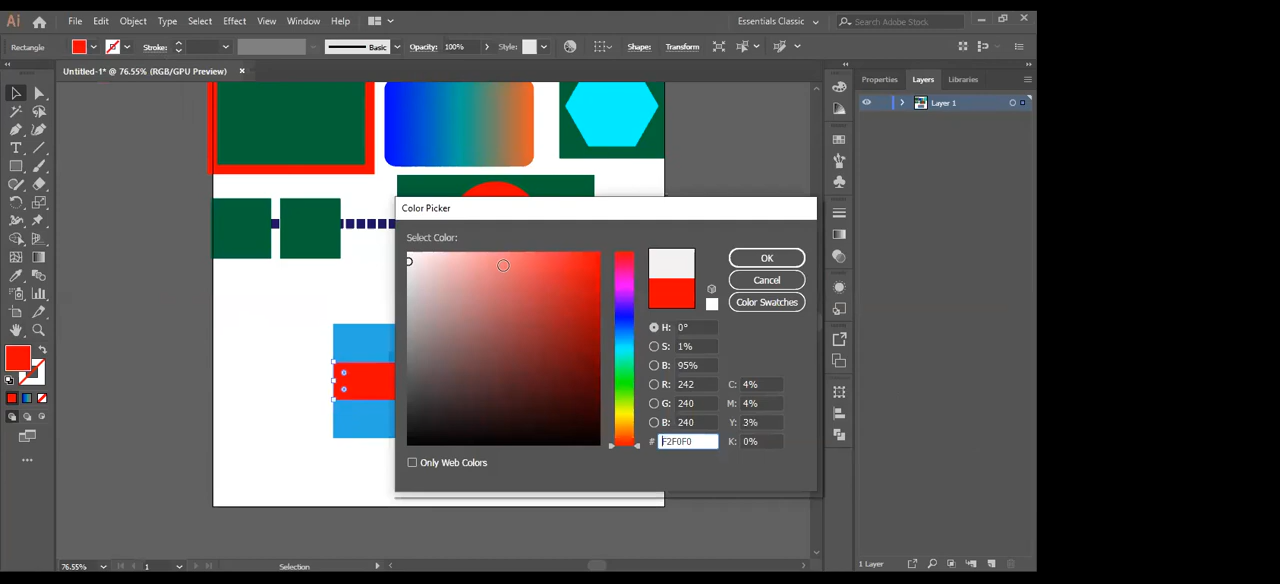 Ai File Edit Object Type Select Effect View Window Help Essentials Classic Search Adobe Stock
Rectangle Stroke: Basic Opacity: 100% Style: Shape: Transform
Untitled-1* @ 76.55% (RGB/GPU Preview) × Properties Layers Libraries
Layer 1
Color Picker
Select Color:
OK
Cancel
Color Swatches
H: 0°
S: 1%
B: 95%
R: 242 C: 4%
G: 240 M: 4%
B: 240 Y: 3%
# F2F0F0 K: 0%
Only Web Colors
76.55% 1 Selection 1 Layer